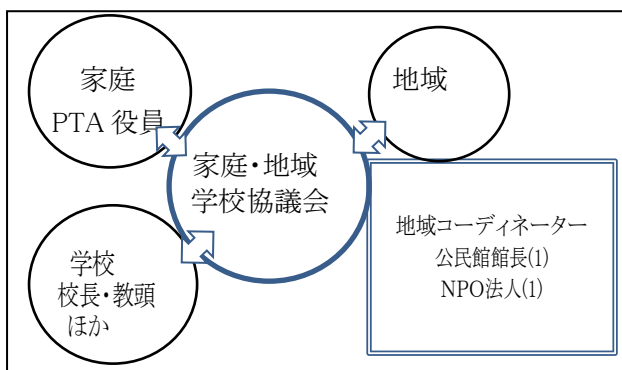 家庭
PTA 役員
地域
家庭・地域
学校協議会
学校
校長・教頭
ほか
地域コーディネーター
公民館館長(1)
NPO法人(1)